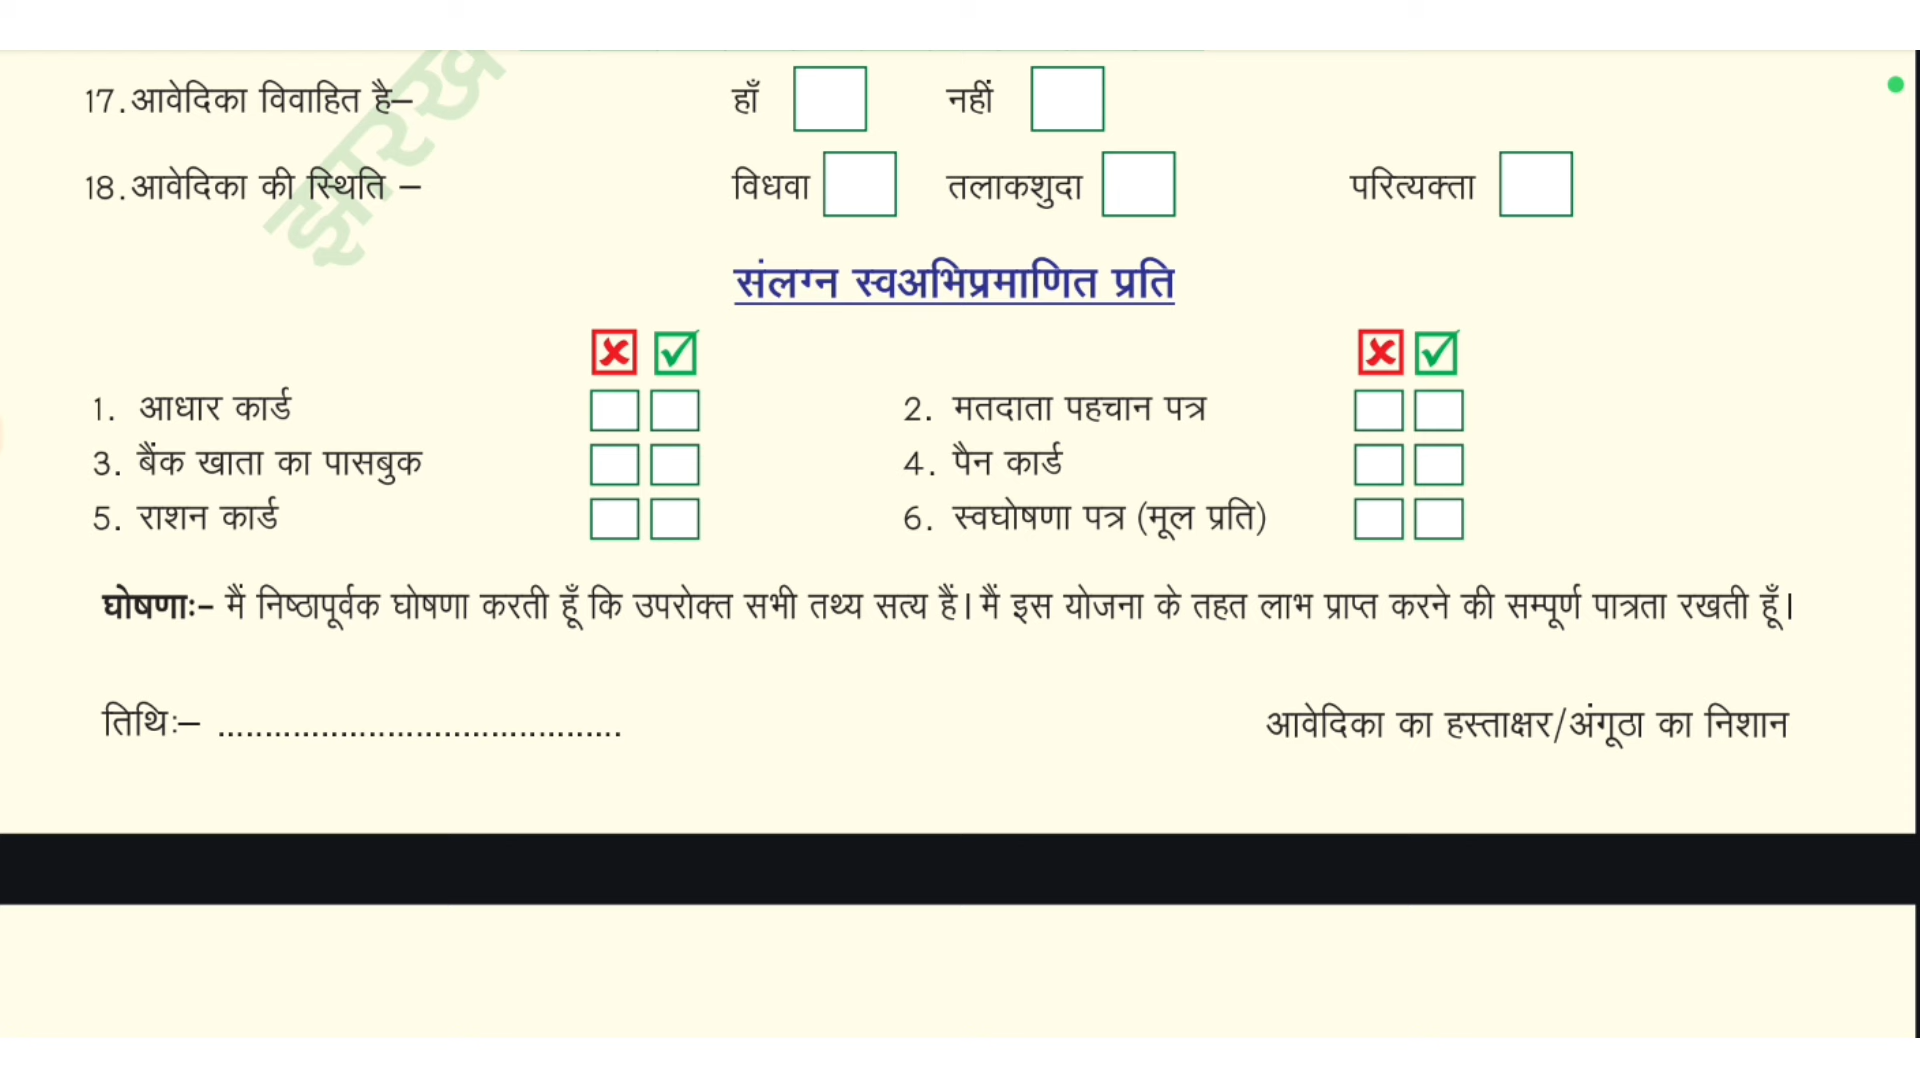 17.आवेदिका विवाहित है– हाँ नहीं
18.आवेदिका की स्थिति – विधवा तलाकशुदा परित्यक्ता
संलग्न स्वअभिप्रमाणित प्रति
1. आधार कार्ड 2. मतदाता पहचान पत्र
3. बैंक खाता का पासबुक 4. पैन कार्ड
5. राशन कार्ड 6. स्वघोषणा पत्र (मूल प्रति)
घोषणाः– मैं निष्ठापूर्वक घोषणा करती हूँ कि उपरोक्त सभी तथ्य सत्य हैं। मैं इस योजना के तहत लाभ प्राप्त करने की सम्पूर्ण पात्रता रखती हूँ।
तिथिः– ........................................... आवेदिका का हस्ताक्षर/अंगूठा का निशान